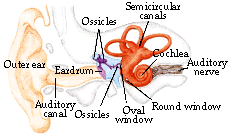 Ossicles
Semicircular
canals
Outer ear
Eardrum
Cochlea
Auditory
nerve
Auditory
canal
Ossicles
Oval
window
Round window